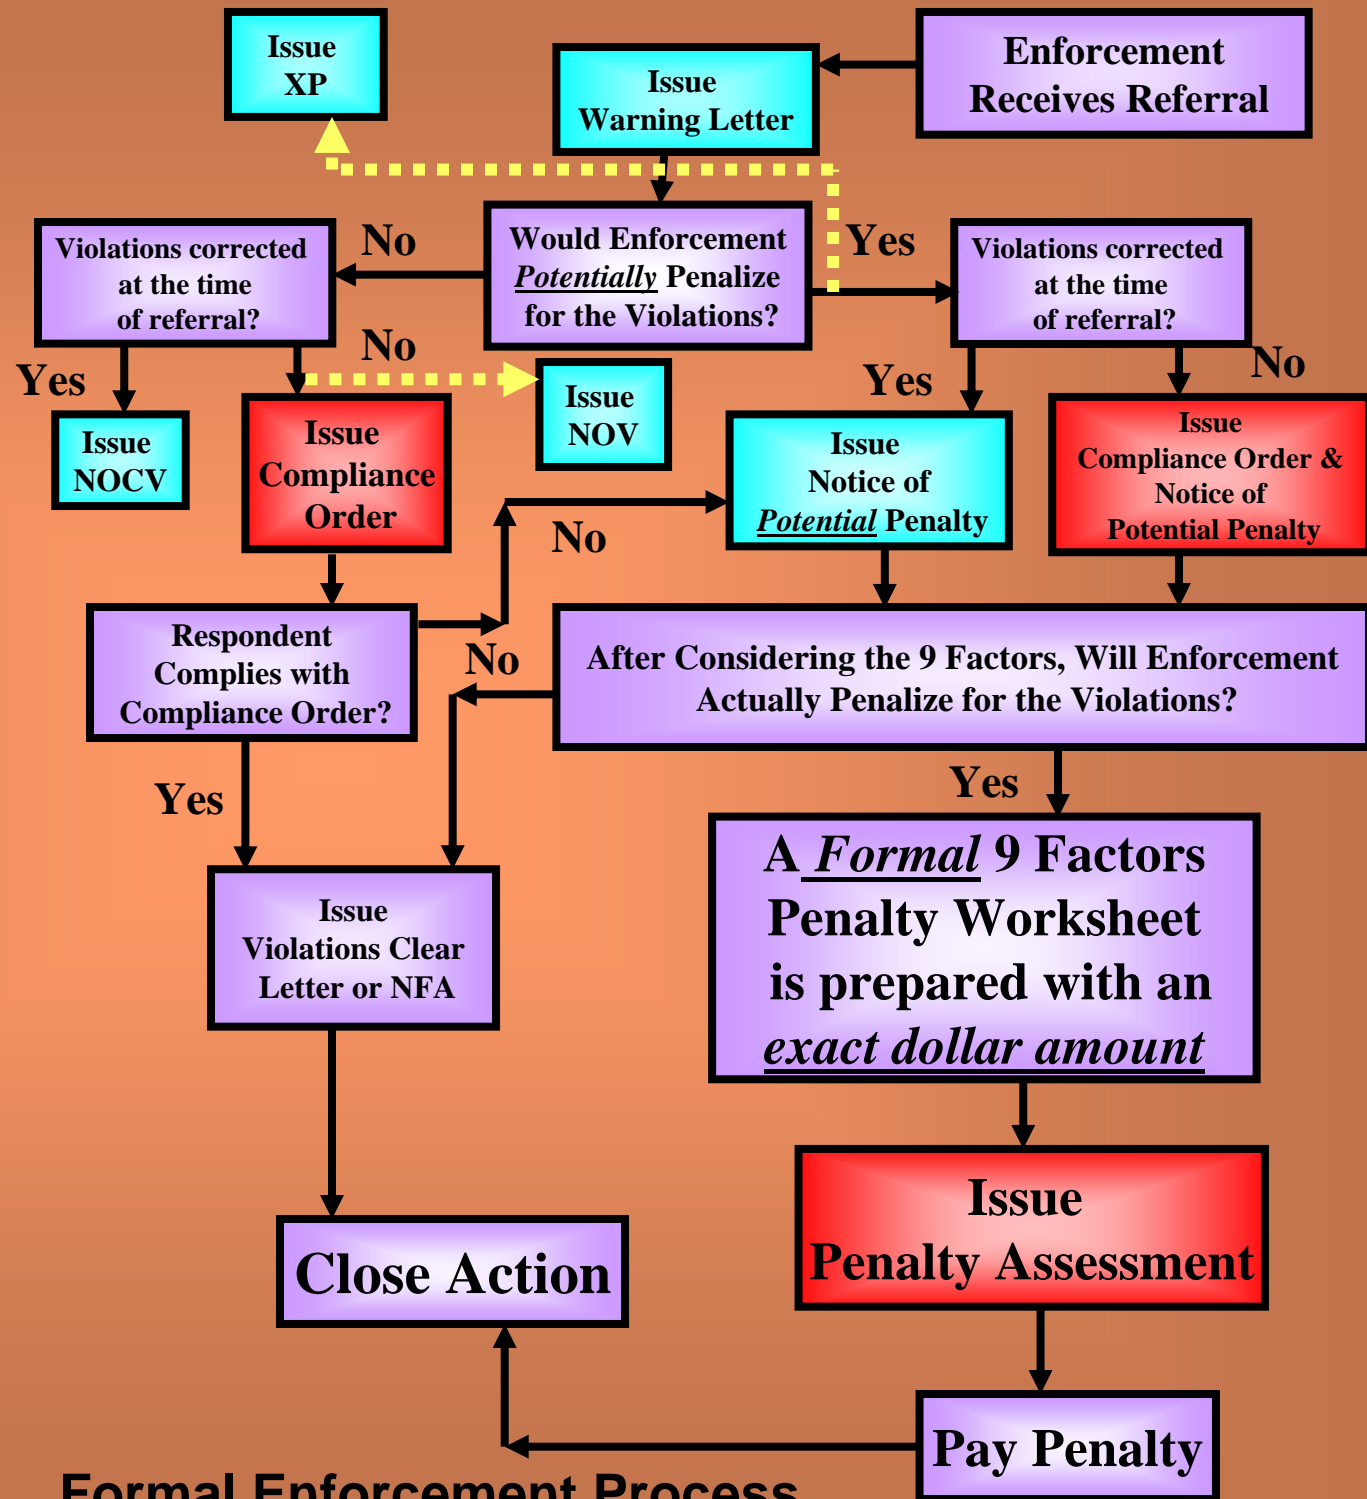 Issue
XP
Issue
Warning Letter
Enforcement
Receives Referral
Violations corrected
at the time
of referral?
No
Would Enforcement
Potentially Penalize
for the Violations?
Yes
Violations corrected
at the time
of referral?
Yes
No
Issue
NOV
Yes
No
Issue
NOCV
Issue
Compliance
Order
Issue
Notice of
Potential Penalty
Issue
Compliance Order &
Notice of
Potential Penalty
No
Respondent
Complies with
Compliance Order?
No
After Considering the 9 Factors, Will Enforcement
Actually Penalize for the Violations?
Yes
Yes
Issue
Violations Clear
Letter or NFA
A Formal 9 Factors
Penalty Worksheet
is prepared with an
exact dollar amount
Issue
Penalty Assessment
Close Action
Pay Penalty
Formal Enforcement Process